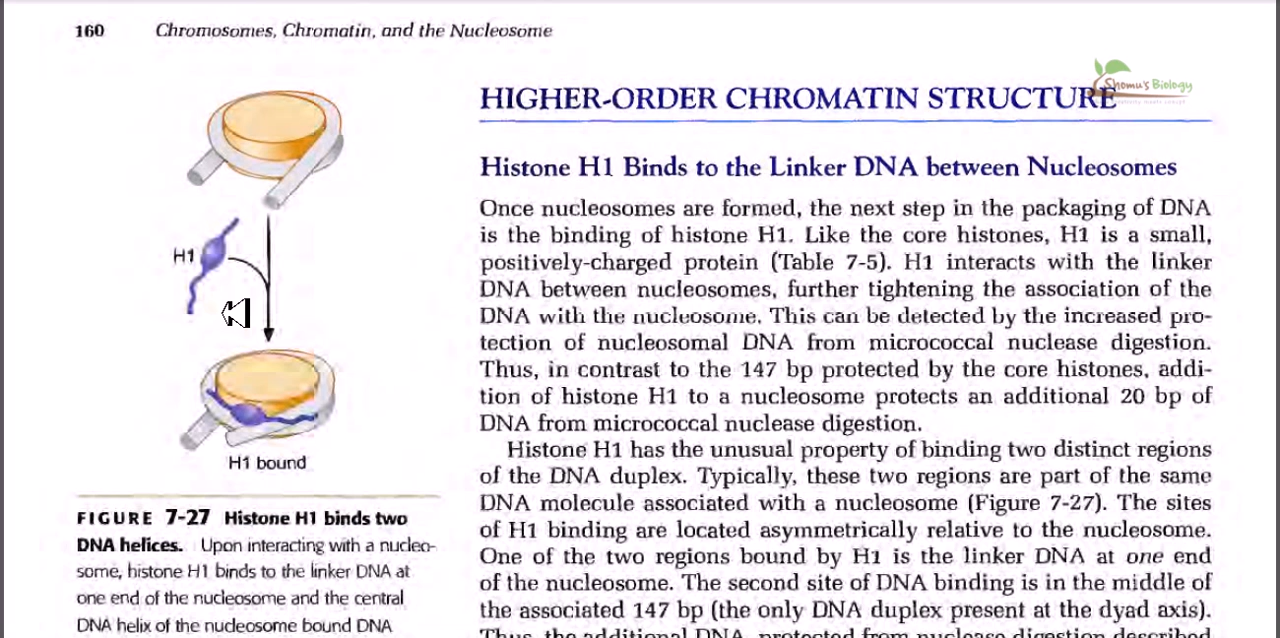 160
Chromosomes, Chromatin, and the Nucleosome
Shomu's Biology
HIGHER-ORDER CHROMATIN STRUCTURE
Histone H1 Binds to the Linker DNA between Nucleosomes
Once nucleosomes are formed, the next step in the packaging of DNA
is the binding of histone H1. Like the core histones, H1 is a small,
positively-charged protein (Table 7-5). H1 interacts with the linker
DNA between nucleosomes, further tightening the association of the
DNA with the nucleosome. This can be detected by the increased pro-
tection of nucleosomal DNA from micrococcal nuclease digestion.
Thus, in contrast to the 147 bp protected by the core histones, addi-
tion of histone H1 to a nucleosome protects an additional 20 bp of
DNA from micrococcal nuclease digestion.
Histone H1 has the unusual property of binding two distinct regions
of the DNA duplex. Typically, these two regions are part of the same
DNA molecule associated with a nucleosome (Figure 7-27). The sites
of H1 binding are located asymmetrically relative to the nucleosome.
One of the two regions bound by H1 is the linker DNA at one end
of the nucleosome. The second site of DNA binding is in the middle of
the associated 147 bp (the only DNA duplex present at the dyad axis).
Thus, the additional DNA, protected from nuclease digestion described
H1
H1 bound
FIGURE 7-27 Histone H1 binds two
DNA helices. Upon interacting with a nucleo-
some, histone H1 binds to the linker DNA at
one end of the nucleosome and the central
DNA helix of the nucleosome bound DNA